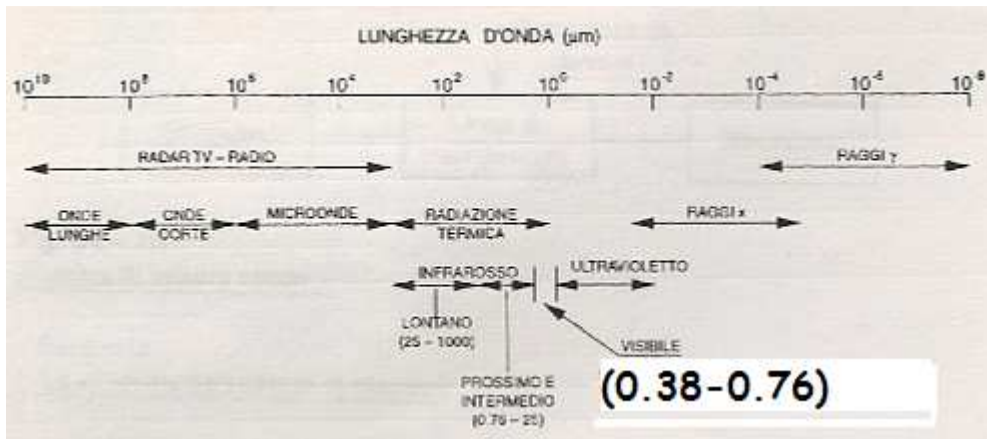 LUNGHEZZA D'ONDA (µm)
10¹⁰ 10⁸ 10⁶ 10⁴ 10² 10⁰ 10⁻² 10⁻⁴ 10⁻⁶ 10⁻⁸
RADAR TV – RADIO RAGGI γ
ONDE LUNGHE
ONDE CORTE
MICROONDE
RADIAZIONE TERMICA
RAGGI x
INFRAROSSO
ULTRAVIOLETTO
LONTANO
(25 – 1000)
VISIBILE
(0.38-0.76)
PROSSIMO E
INTERMEDIO
(0.76 – 25)